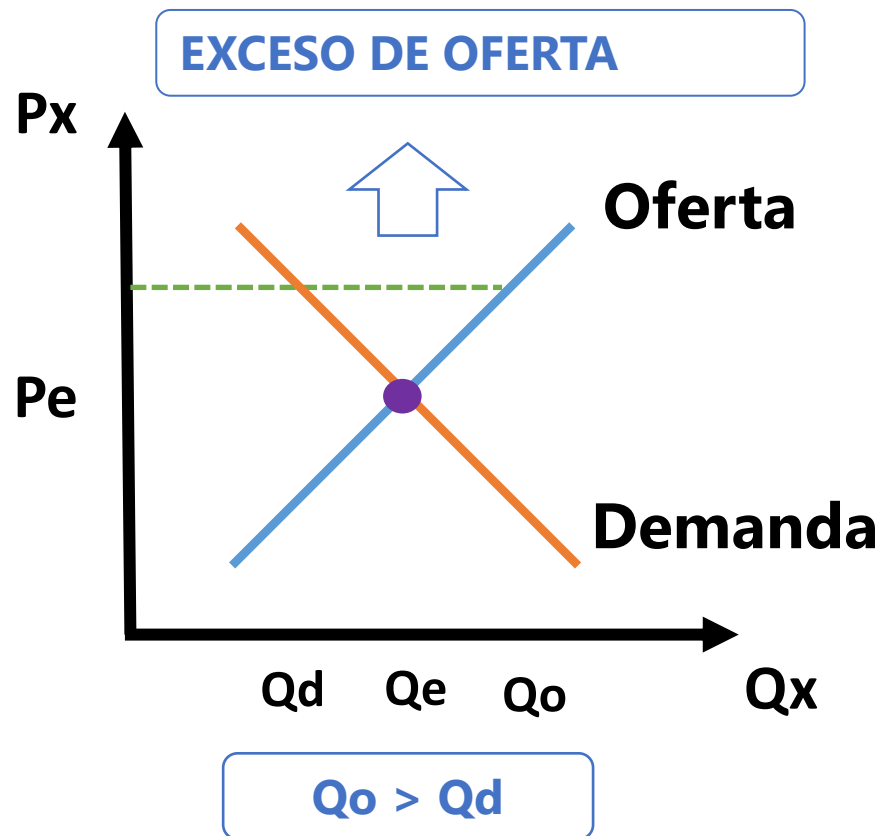 EXCESO DE OFERTA
Px
Oferta
Pe
Demanda
Qd Qe Qo Qx
Qo > Qd